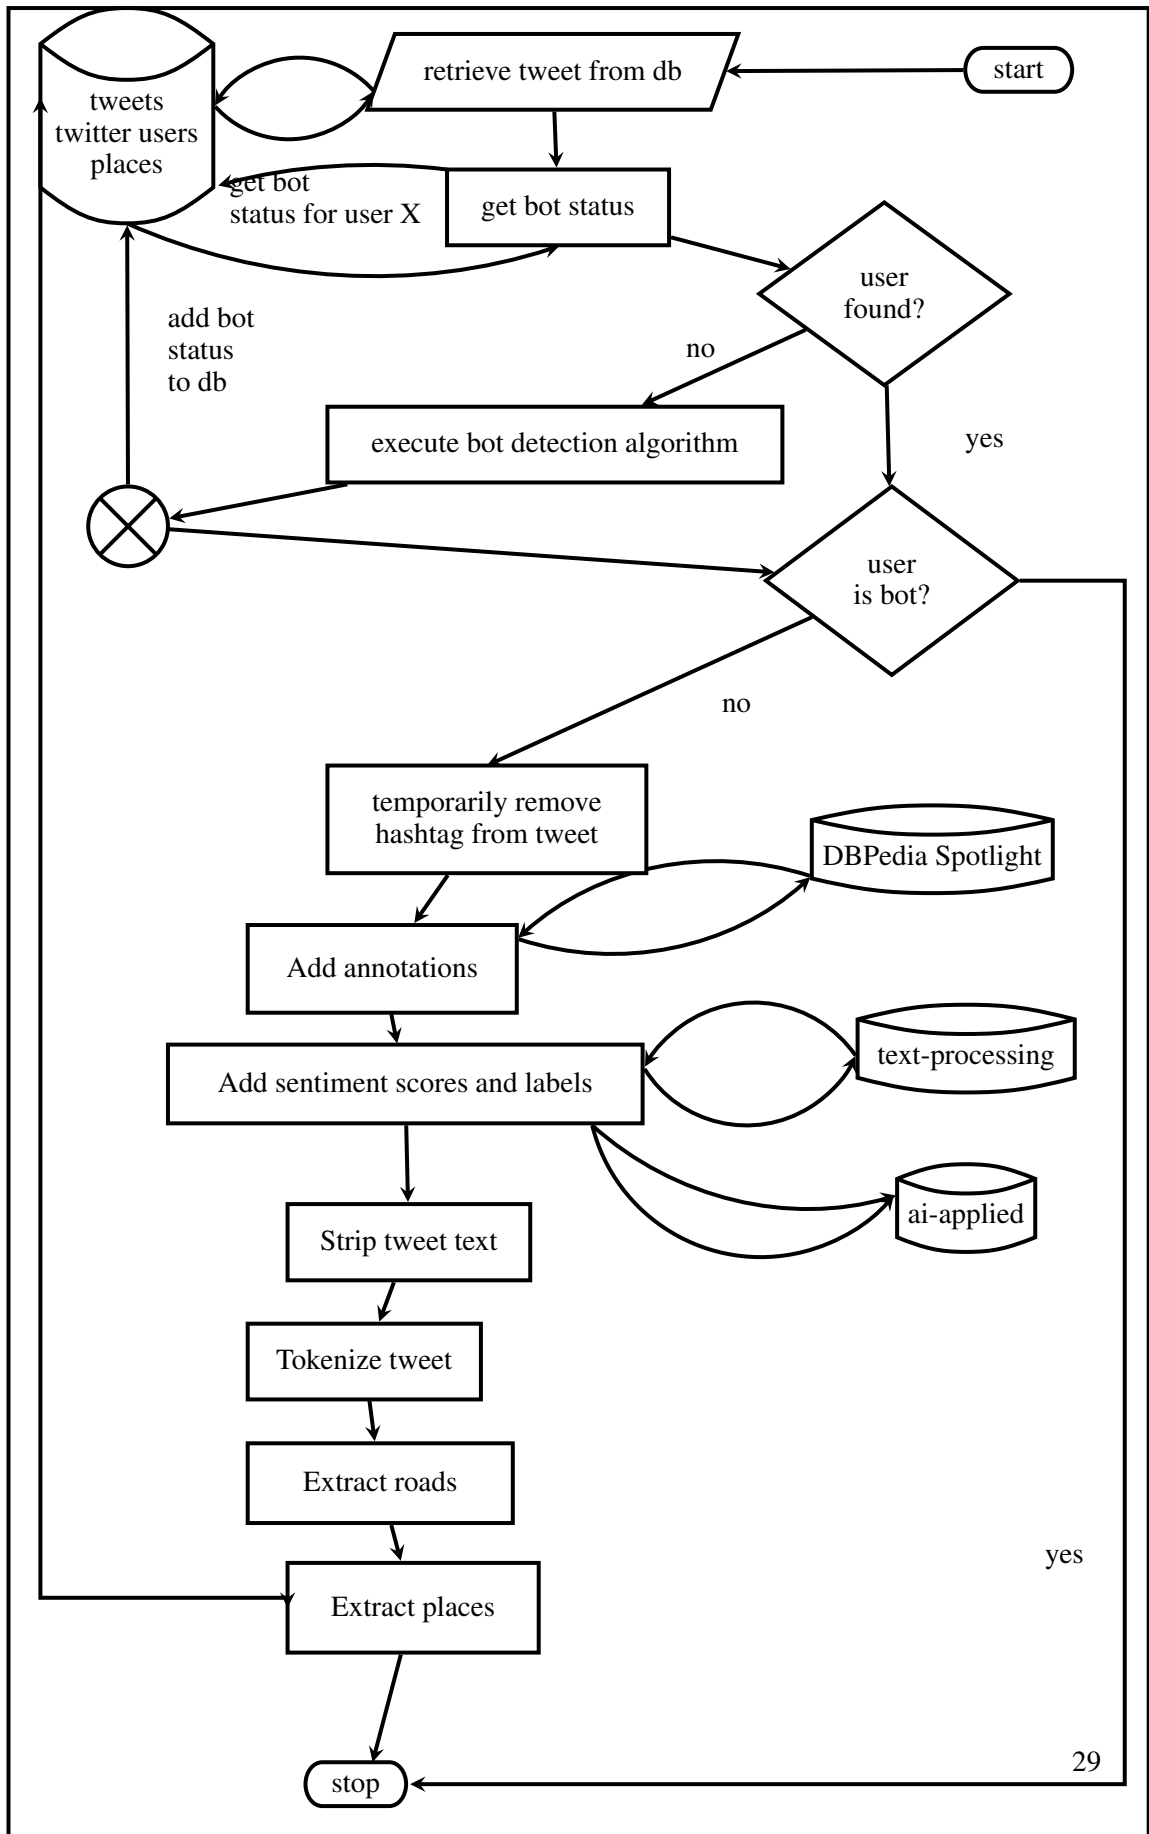 retrieve tweet from db
start
tweets
twitter users
places
get bot
status for user X
get bot status
user
found?
add bot
status
to db
no
execute bot detection algorithm
yes
user
is bot?
no
temporarily remove
hashtag from tweet
DBPedia Spotlight
Add annotations
text-processing
Add sentiment scores and labels
ai-applied
Strip tweet text
Tokenize tweet
Extract roads
yes
Extract places
29
stop